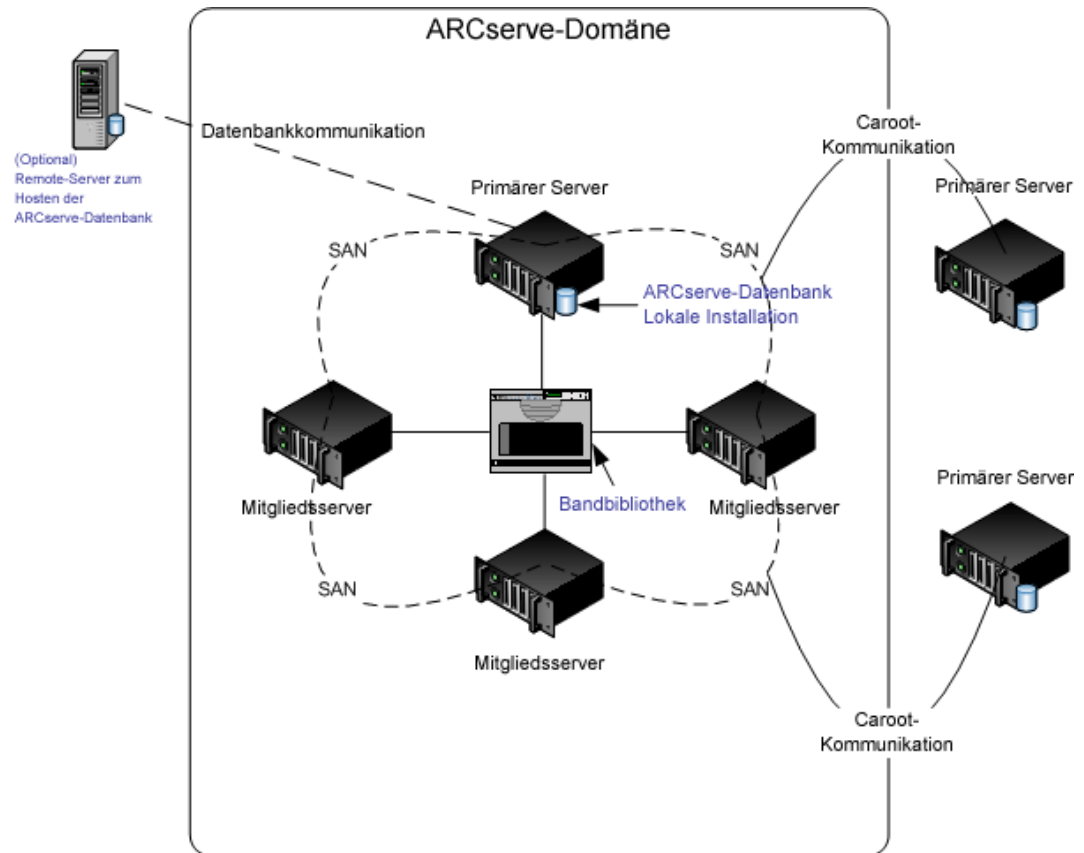 ARCserve-Domäne
Datenbankkommunikation
(Optional)
Remote-Server zum
Hosten der
ARCserve-Datenbank
Caroot-
Kommunikation
Primärer Server
Primärer Server
SAN
SAN
ARCserve-Datenbank
Lokale Installation
Mitgliedsserver
Bandbibliothek
Mitgliedsserver
Primärer Server
SAN
SAN
Mitgliedsserver
Caroot-
Kommunikation